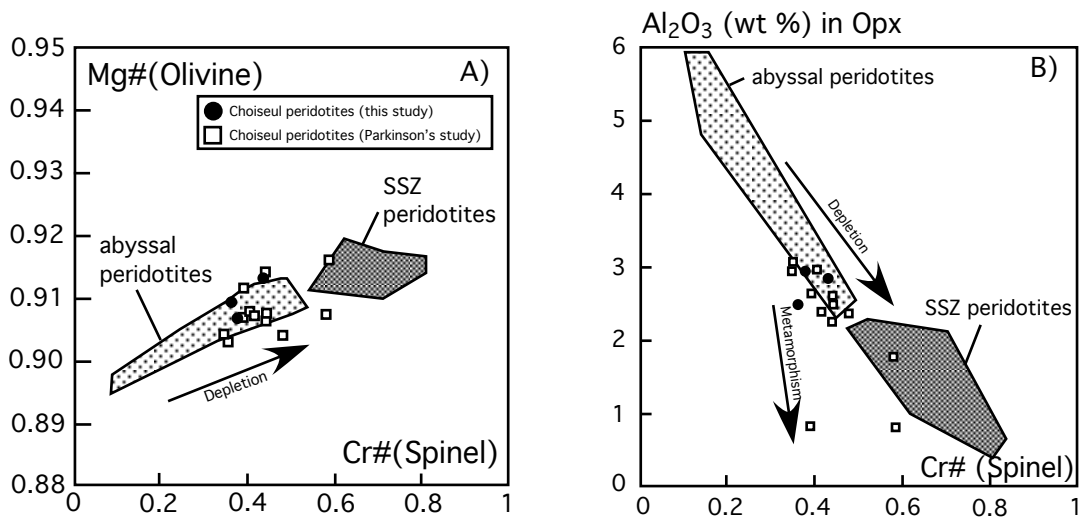 0.95
0.94
0.93
0.92
0.91
0.90
0.89
0.88
0
0.2
0.4
0.6
0.8
1
Mg#(Olivine)
A)
Choiseul peridotites (this study)
Choiseul peridotites (Parkinson's study)
SSZ
peridotites
abyssal
peridotites
Depletion
Cr#(Spinel)
Al₂O₃ (wt %) in Opx
6
5
4
3
2
1
0
0.2
0.4
0.6
0.8
1
B)
abyssal peridotites
Depletion
SSZ peridotites
Metamorphism
Cr# (Spinel)